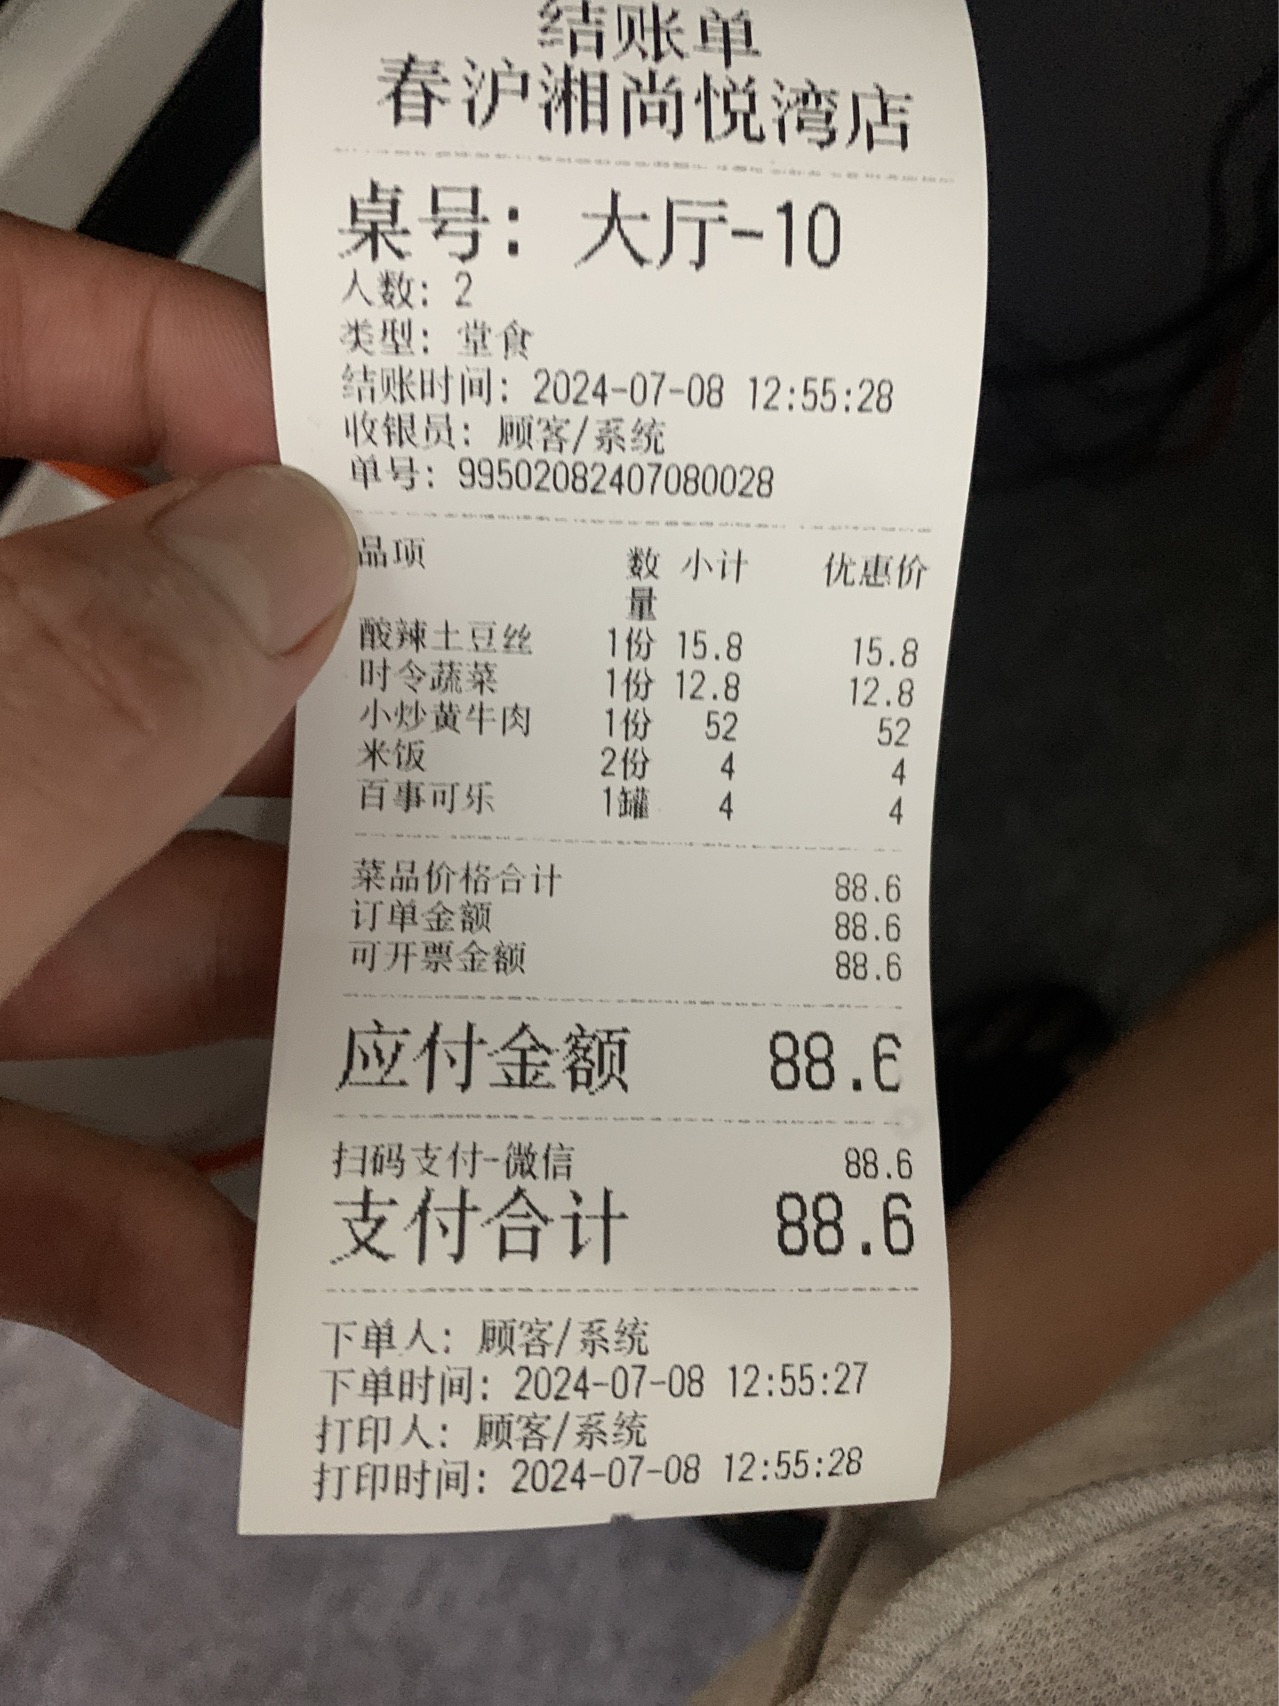 结账单
春沪湘尚悦湾店
桌号：大厅-10
人数：2
类型：堂食
结账时间：2024-07-08 12:55:28
收银员：顾客/系统
单号：99502082407080028
品项 数量 小计 优惠价
酸辣土豆丝 1份 15.8 15.8
时令蔬菜 1份 12.8 12.8
小炒黄牛肉 1份 52 52
米饭 2份 4 4
百事可乐 1罐 4 4
菜品价格合计 88.6
订单金额 88.6
可开票金额 88.6
应付金额 88.6
扫码支付-微信 88.6
支付合计 88.6
下单人：顾客/系统
下单时间：2024-07-08 12:55:27
打印人：顾客/系统
打印时间：2024-07-08 12:55:28